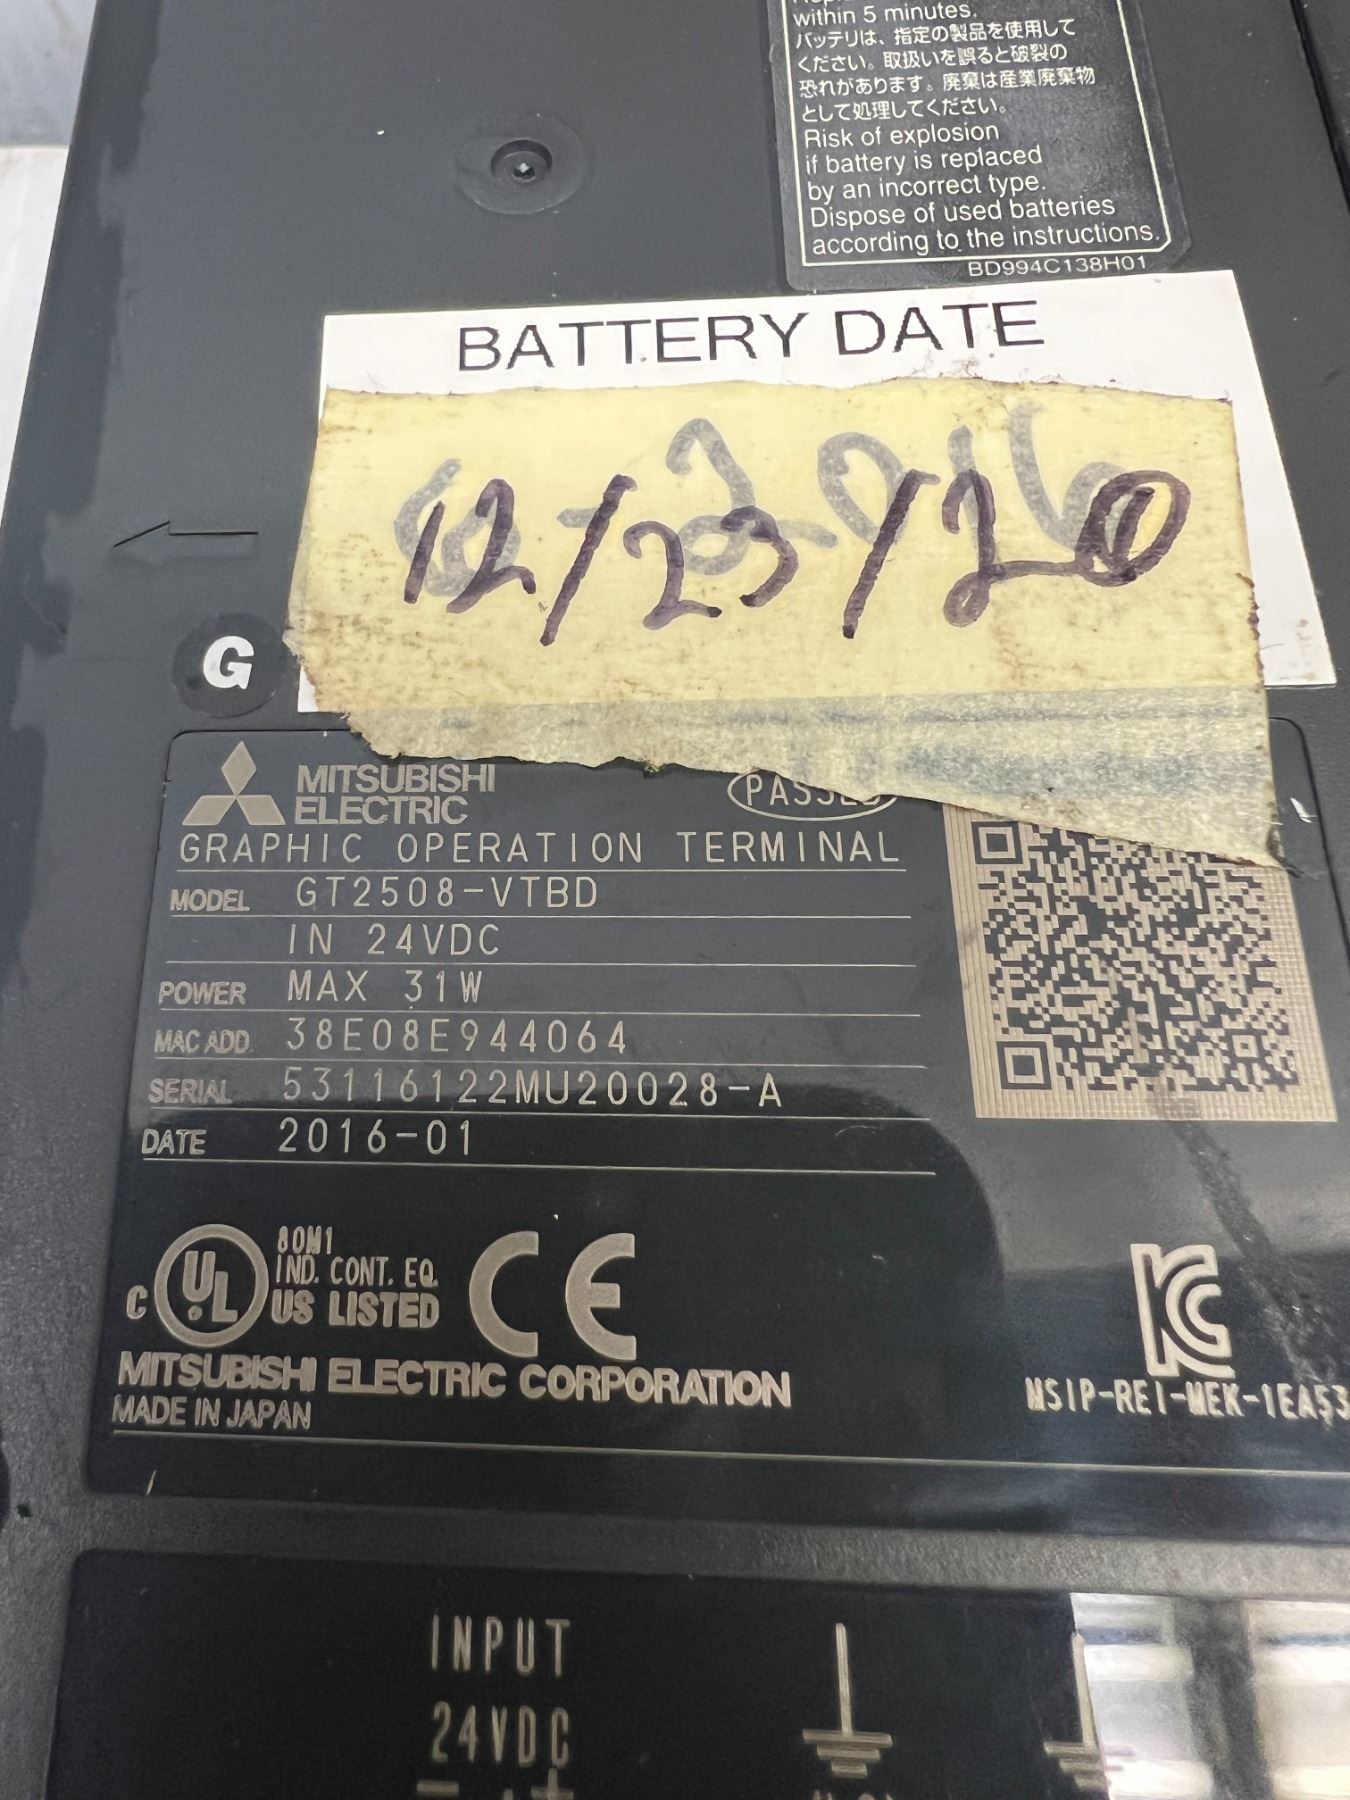 within 5 minutes.
バッテリは、指定の製品を使用して
ください。取扱いを誤ると破裂の
恐れがあります。廃棄は産業廃棄物
として処理してください。
Risk of explosion
if battery is replaced
by an incorrect type.
Dispose of used batteries
according to the instructions.
BD994C138H01
BATTERY DATE
12/23/20
G
MITSUBISHI
ELECTRIC
PASSED
GRAPHIC OPERATION TERMINAL
MODEL GT2508-VTBD
IN 24VDC
POWER MAX 31W
MAC ADD. 38E08E944064
SERIAL 53116122MU20028-A
DATE 2016-01
C UL 80M1
IND. CONT. EQ.
US LISTED
CE
KC
MITSUBISHI ELECTRIC CORPORATION
MSIP-REI-MEK-1EA53
MADE IN JAPAN
INPUT
24VDC
- +